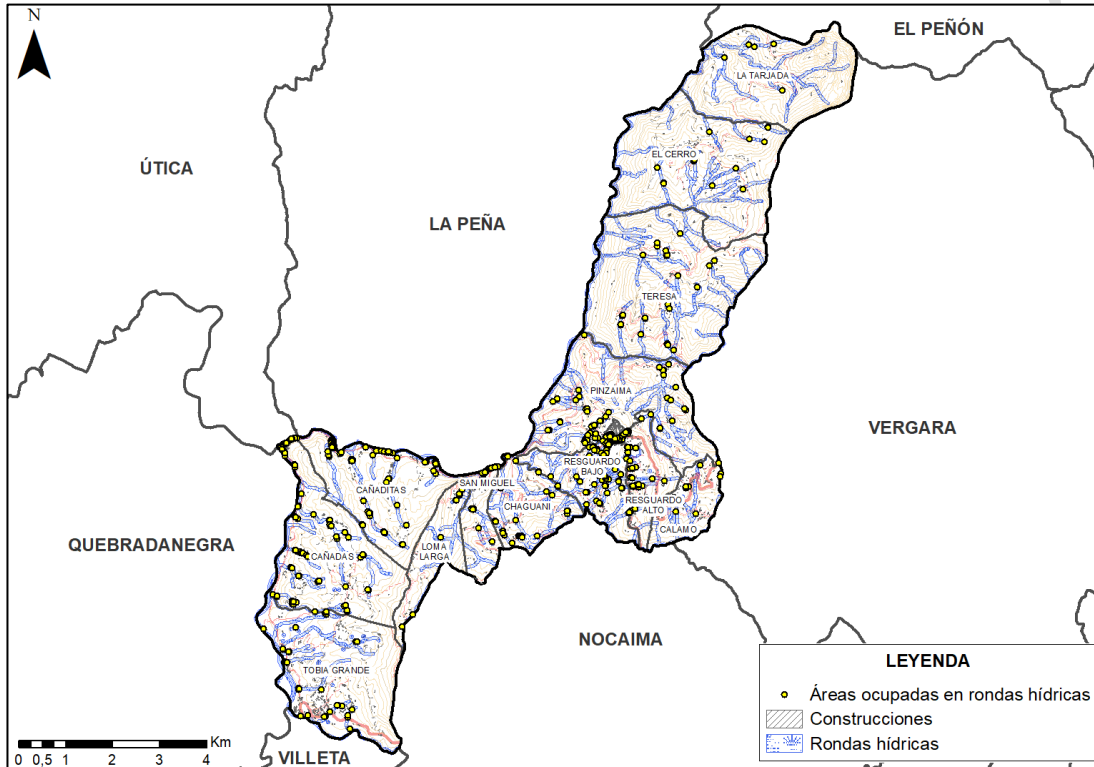 N
EL PEÑÓN
LA TARJADA
EL CERRO
ÚTICA
LA PEÑA
TERESA
PINZAIMA
VERGARA
RESGUARDO
BAJO
SAN MIGUEL
CAÑADITAS
RESGUARDO
ALTO
CHAGUANI
CALAMO
QUEBRADANEGRA
LOMA
LARGA
CAÑADAS
NOCAIMA
TOBIA GRANDE
LEYENDA
Áreas ocupadas en rondas hídricas
Construcciones
Rondas hídricas
Km
0 0,5 1 2 3 4
VILLETA